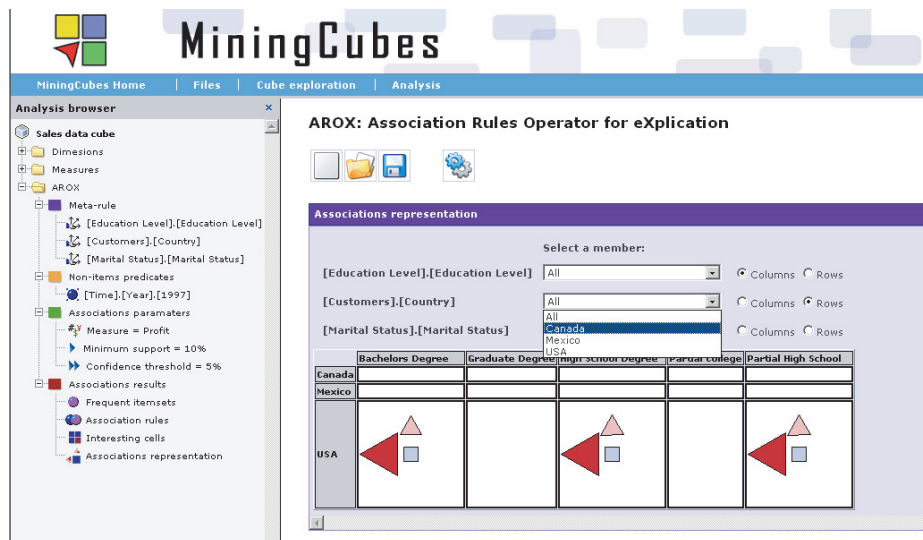 MiningCubes
MiningCubes Home | Files | Cube exploration | Analysis
Analysis browser ×
Sales data cube
Dimesions
Measures
AROX
Meta-rule
[Education Level].[Education Level]
[Customers].[Country]
[Marital Status].[Marital Status]
Non-items predicates
[Time].[Year].[1997]
Associations paramaters
Measure = Profit
Minimum support = 10%
Confidence threshold = 5%
Associations results
Frequent itemsets
Association rules
Interesting cells
Associations representation
AROX: Association Rules Operator for eXplication
Associations representation
Select a member:
[Education Level].[Education Level] All Columns Rows
[Customers].[Country] All Columns Rows
All
Canada
[Marital Status].[Marital Status] Columns Rows
Mexico
USA
Bachelors Degree Graduate Degree High School Degree Partial College Partial High School
Canada
Mexico
USA